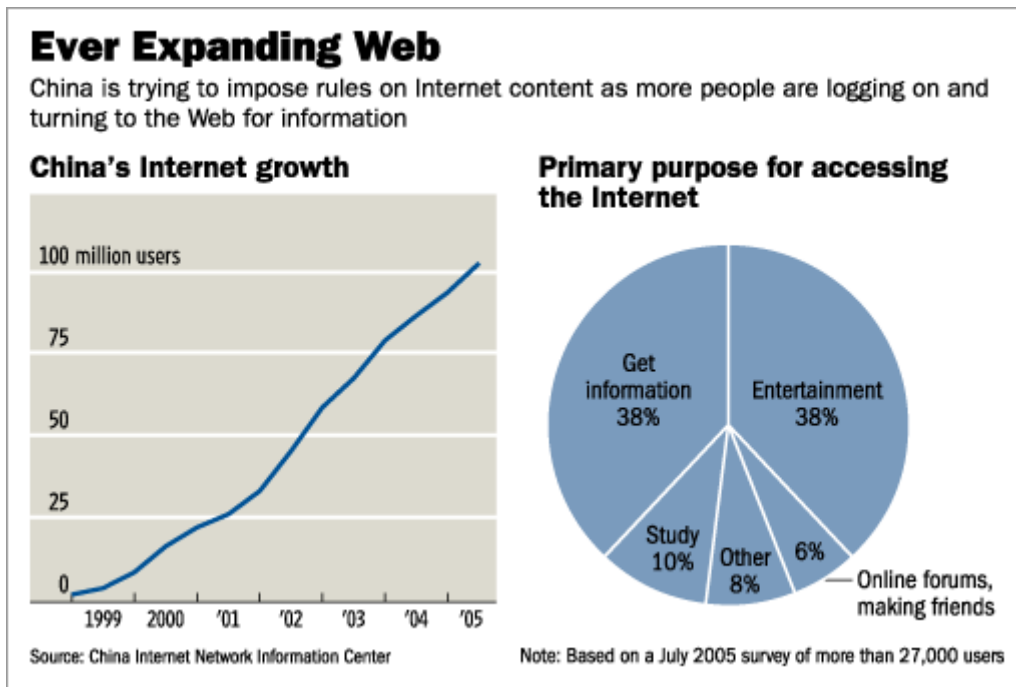 Ever Expanding Web
China is trying to impose rules on Internet content as more people are logging on and
turning to the Web for information
China's Internet growth
100 million users
75
50
25
0
1999 2000 '01 '02 '03 '04 '05
Source: China Internet Network Information Center
Primary purpose for accessing
the Internet
Get
information
38%
Entertainment
38%
Study
10%
Other
8%
6%
Online forums,
making friends
Note: Based on a July 2005 survey of more than 27,000 users